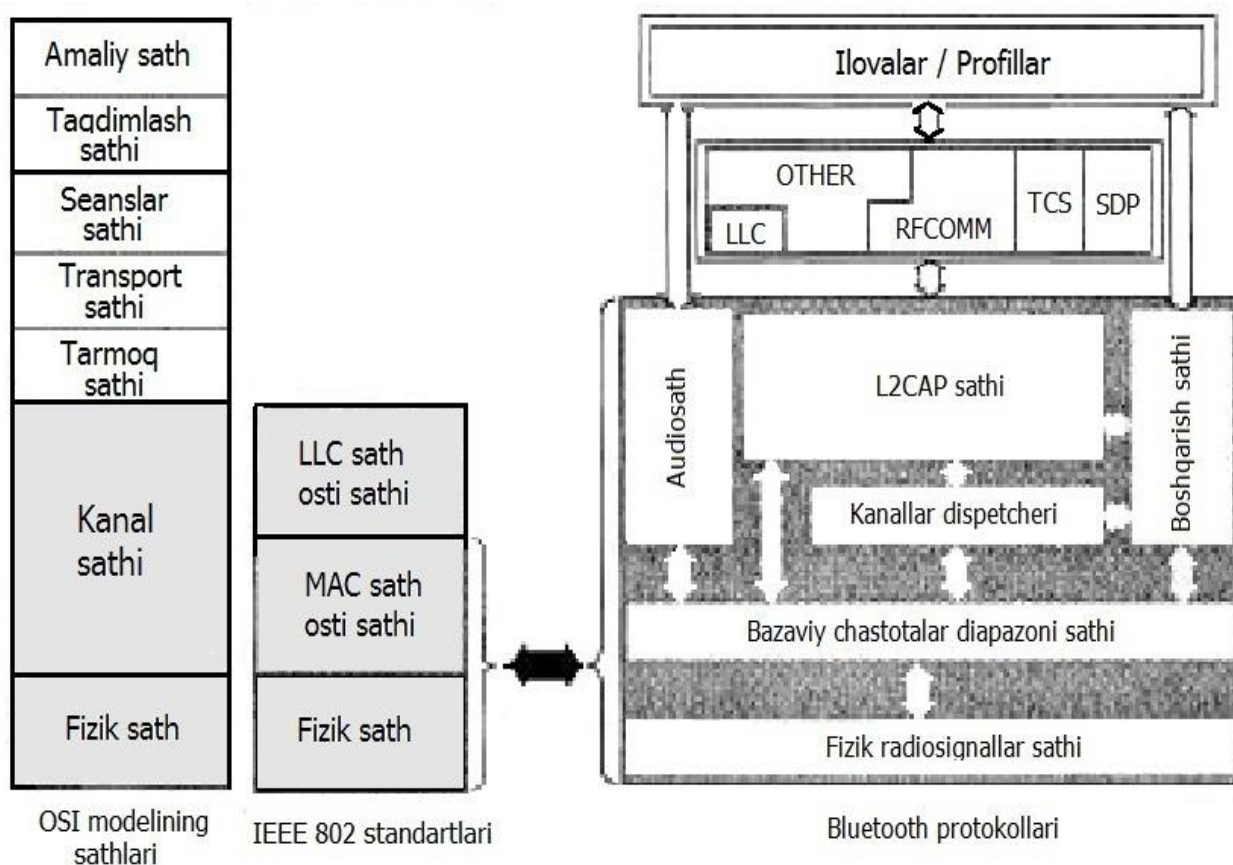 Amaliy sath
Taqdimlash
sathi
Seanslar
sathi
Transport
sathi
Tarmoq
sathi
Kanal
sathi
Fizik sath
OSI modelining
sathlari
LLC sath
osti sathi
MAC sath
osti sathi
Fizik sath
IEEE 802 standartlari
Ilovalar / Profillar
OTHER
LLC
RFCOMM
TCS
SDP
Audiosath
L2CAP sathi
Kanallar dispetcheri
Boshqarish sathi
Bazaviy chastotalar diapazoni sathi
Fizik radiosignallar sathi
Bluetooth protokollari